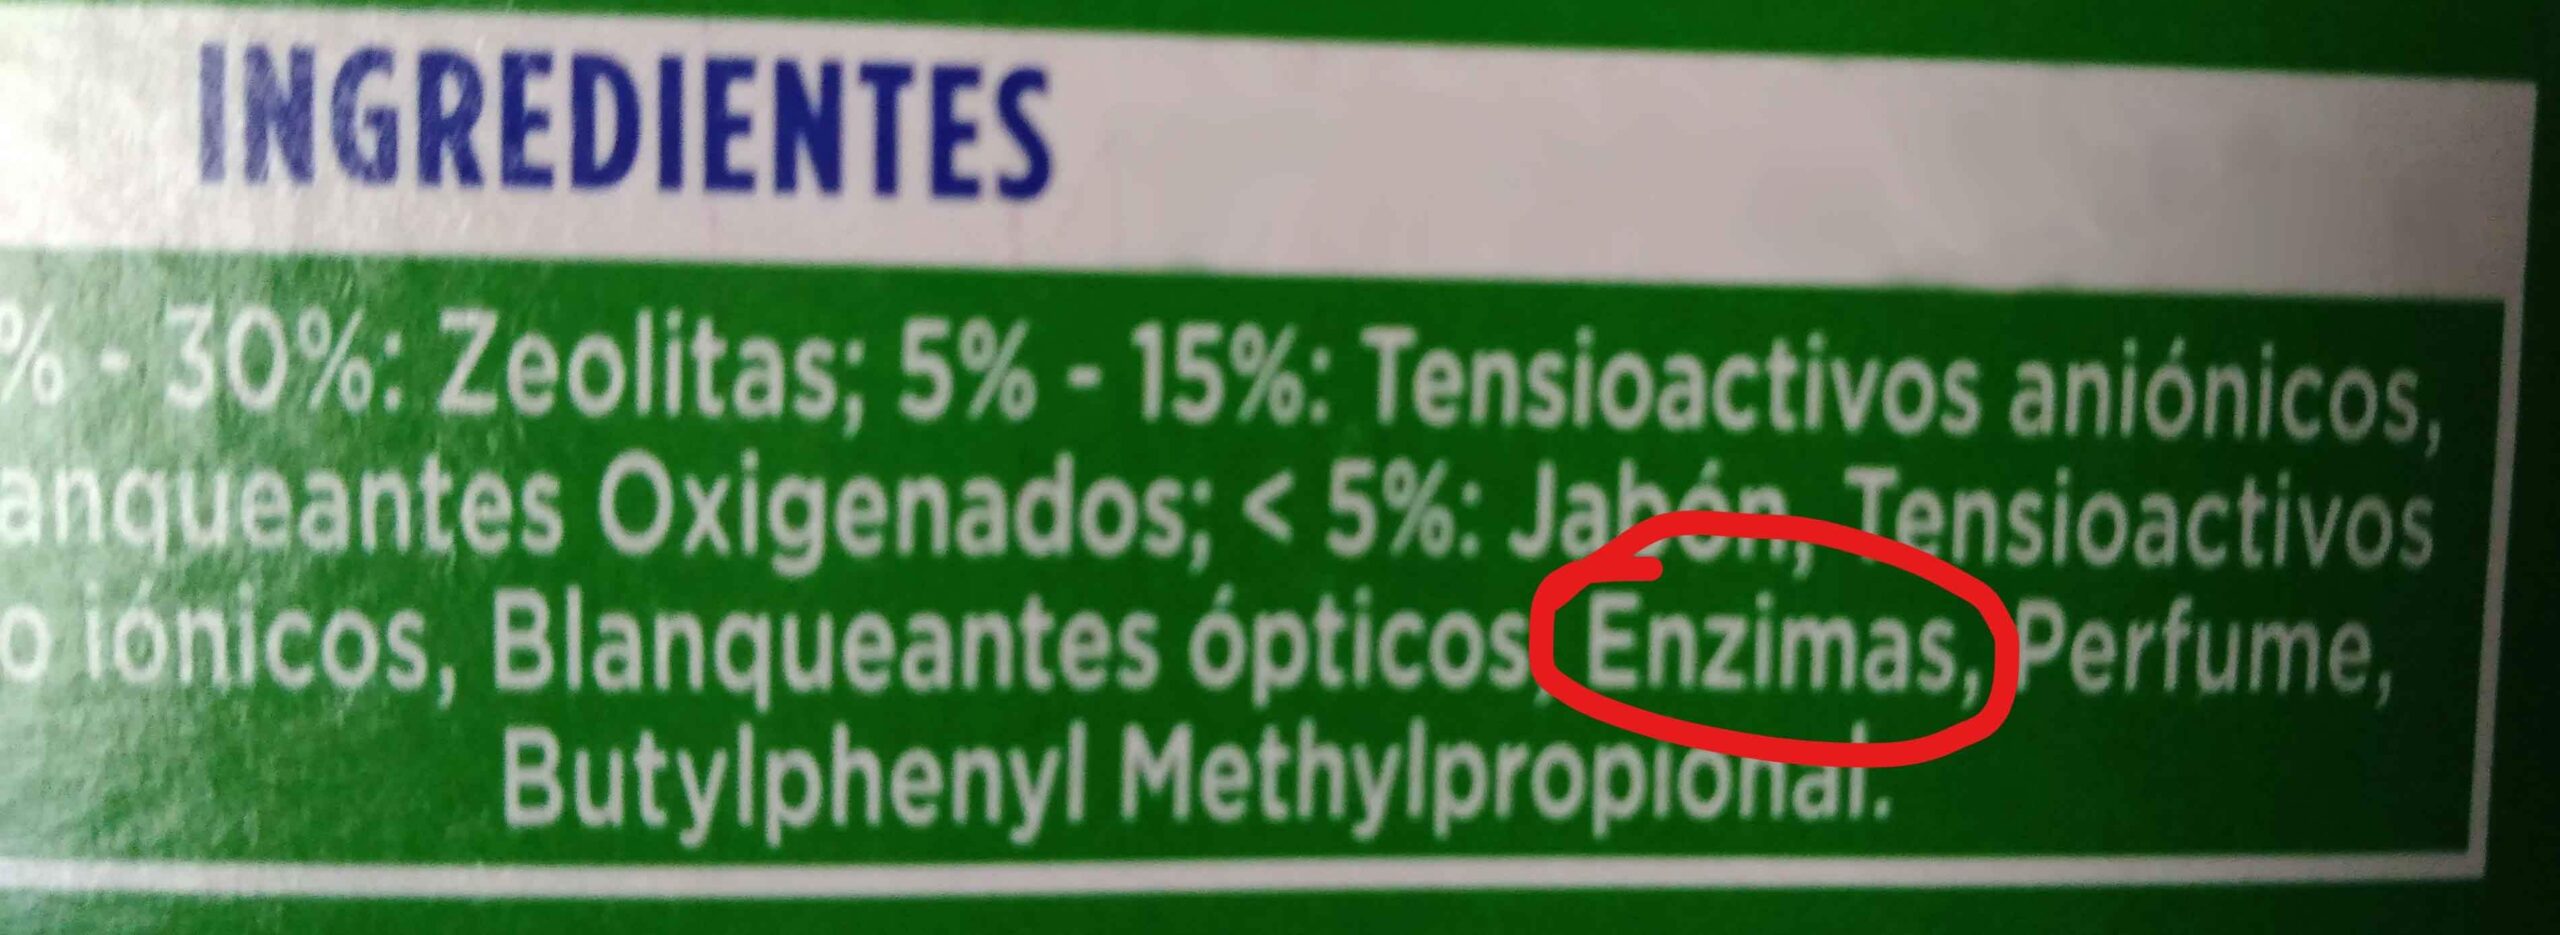 INGREDIENTES
% - 30%: Zeolitas; 5% - 15%: Tensioactivos aniónicos,
anqueantes Oxigenados; < 5%: Jabón, Tensioactivos
o iónicos, Blanqueantes ópticos, Enzimas, Perfume,
Butylphenyl Methylpropional.